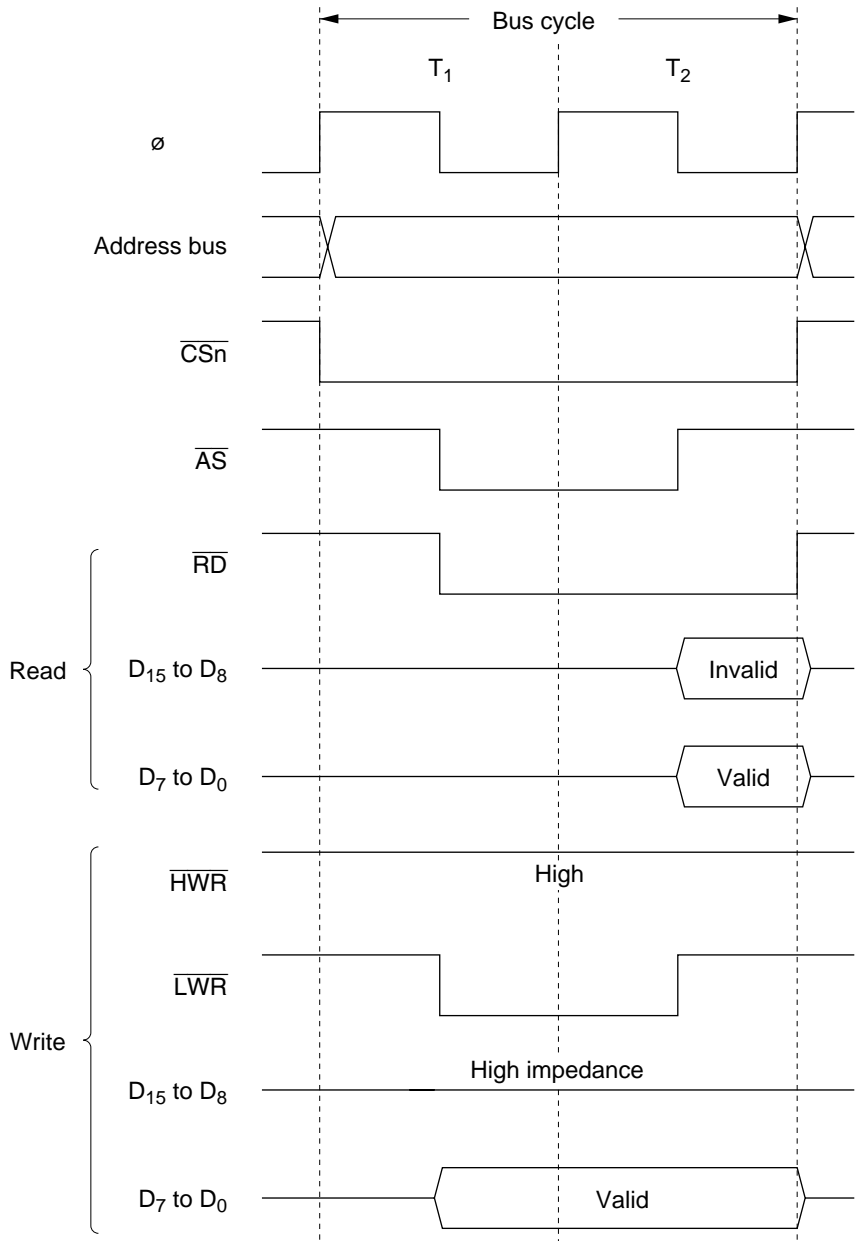 Bus cycle
T1 T2
ø
Address bus
CSn
AS
RD
Read
D15 to D8 Invalid
D7 to D0 Valid
HWR High
LWR
Write
D15 to D8 High impedance
D7 to D0 Valid